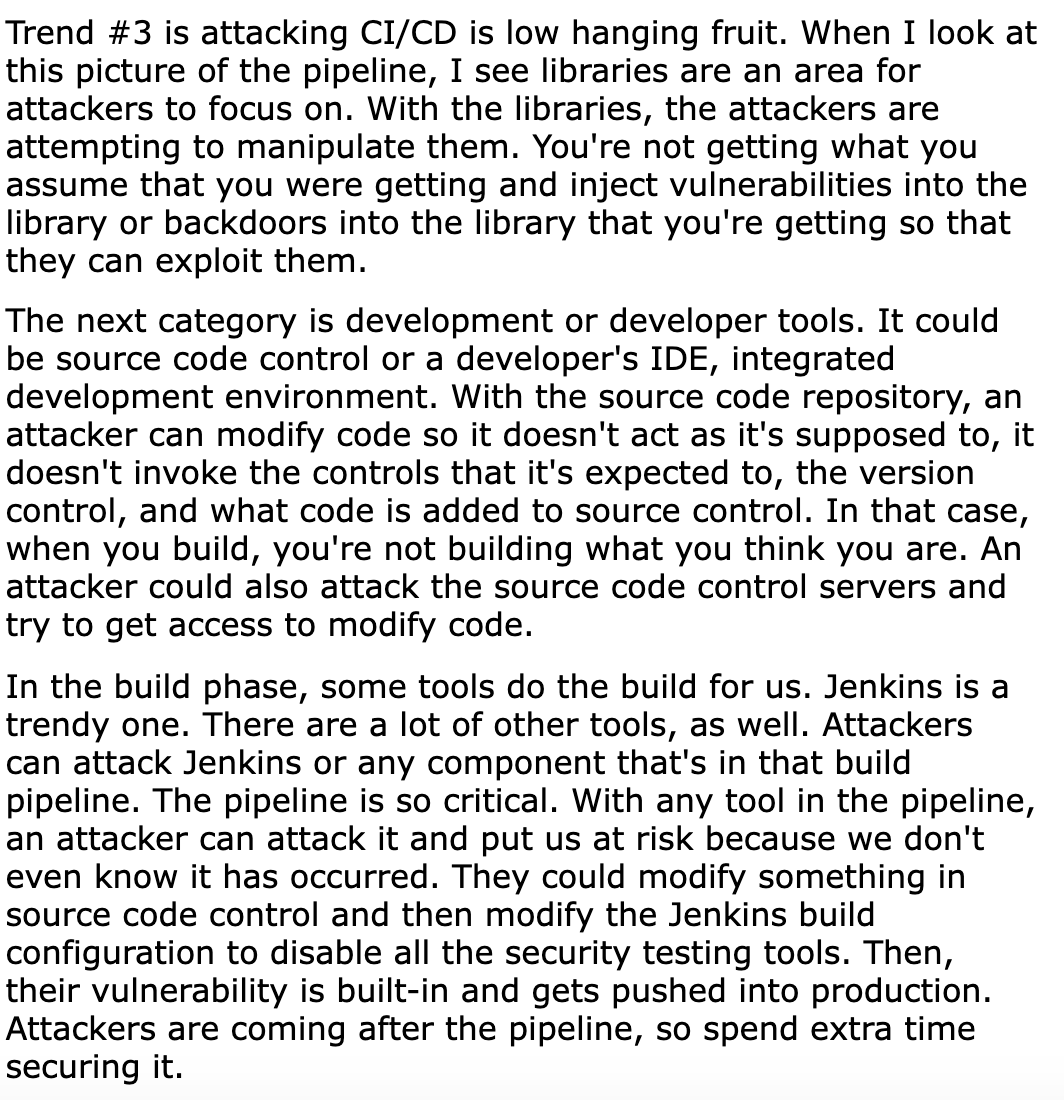 Trend #3 is attacking CI/CD is low hanging fruit. When I look at
this picture of the pipeline, I see libraries are an area for
attackers to focus on. With the libraries, the attackers are
attempting to manipulate them. You're not getting what you
assume that you were getting and inject vulnerabilities into the
library or backdoors into the library that you're getting so that
they can exploit them.
The next category is development or developer tools. It could
be source code control or a developer's IDE, integrated
development environment. With the source code repository, an
attacker can modify code so it doesn't act as it's supposed to, it
doesn't invoke the controls that it's expected to, the version
control, and what code is added to source control. In that case,
when you build, you're not building what you think you are. An
attacker could also attack the source code control servers and
try to get access to modify code.
In the build phase, some tools do the build for us. Jenkins is a
trendy one. There are a lot of other tools, as well. Attackers
can attack Jenkins or any component that's in that build
pipeline. The pipeline is so critical. With any tool in the pipeline,
an attacker can attack it and put us at risk because we don't
even know it has occurred. They could modify something in
source code control and then modify the Jenkins build
configuration to disable all the security testing tools. Then,
their vulnerability is built-in and gets pushed into production.
Attackers are coming after the pipeline, so spend extra time
securing it.